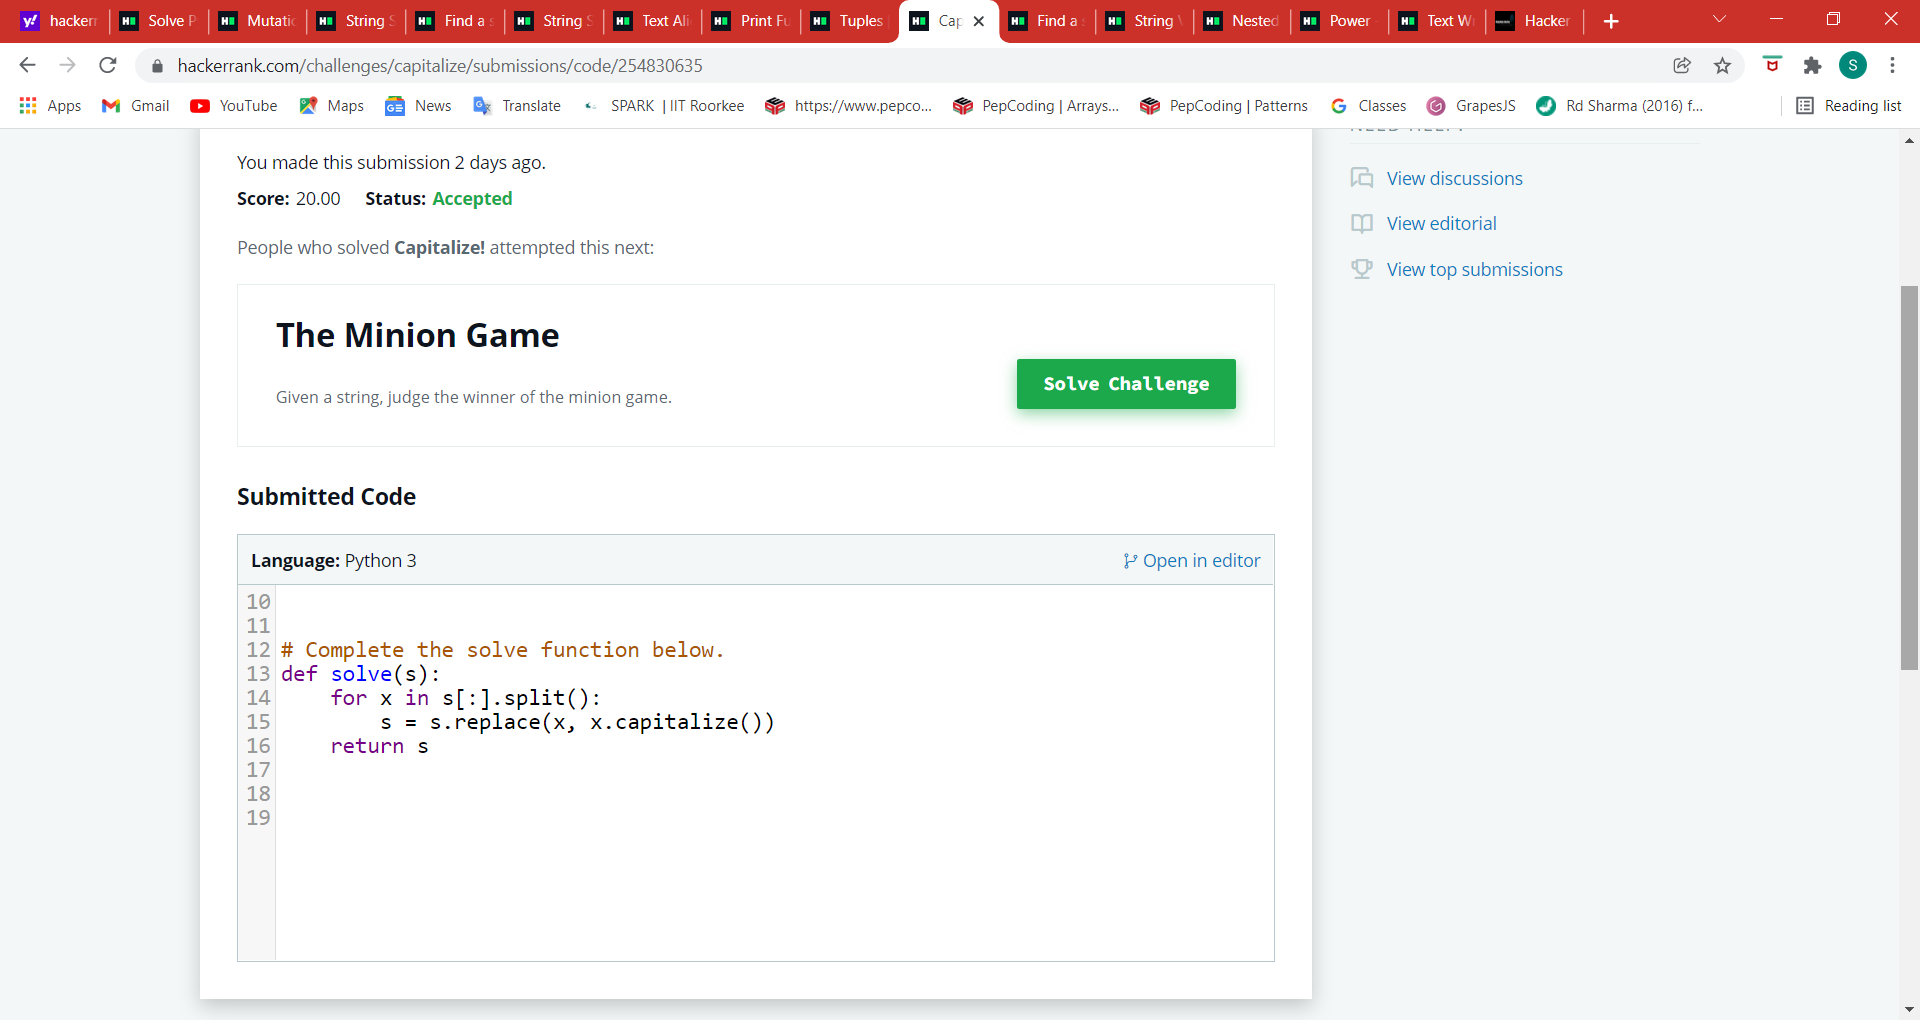 hackerr
Solve P
Mutatio
String S
Find a s
String S
Text Ali
Print Fu
Tuples
Cap
Find a s
String V
Nested
Power
Text W
Hacker
hackerrank.com/challenges/capitalize/submissions/code/254830635
S
Apps
Gmail
YouTube
Maps
News
Translate
SPARK | IIT Roorkee
https://www.pepco...
PepCoding | Arrays...
PepCoding | Patterns
Classes
GrapesJS
Rd Sharma (2016) f...
Reading list
You made this submission 2 days ago.
Score: 20.00 Status: Accepted
People who solved Capitalize! attempted this next:
The Minion Game
Given a string, judge the winner of the minion game.
Solve Challenge
Submitted Code
Language: Python 3
Open in editor
10
11
12 # Complete the solve function below.
13 def solve(s):
14     for x in s[:].split():
15         s = s.replace(x, x.capitalize())
16     return s
17
18
19
View discussions
View editorial
View top submissions